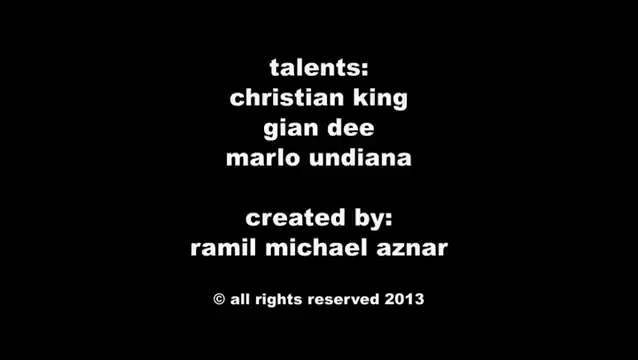 talents:
christian king
gian dee
marlo undiana
created by:
ramil michael aznar
© all rights reserved 2013